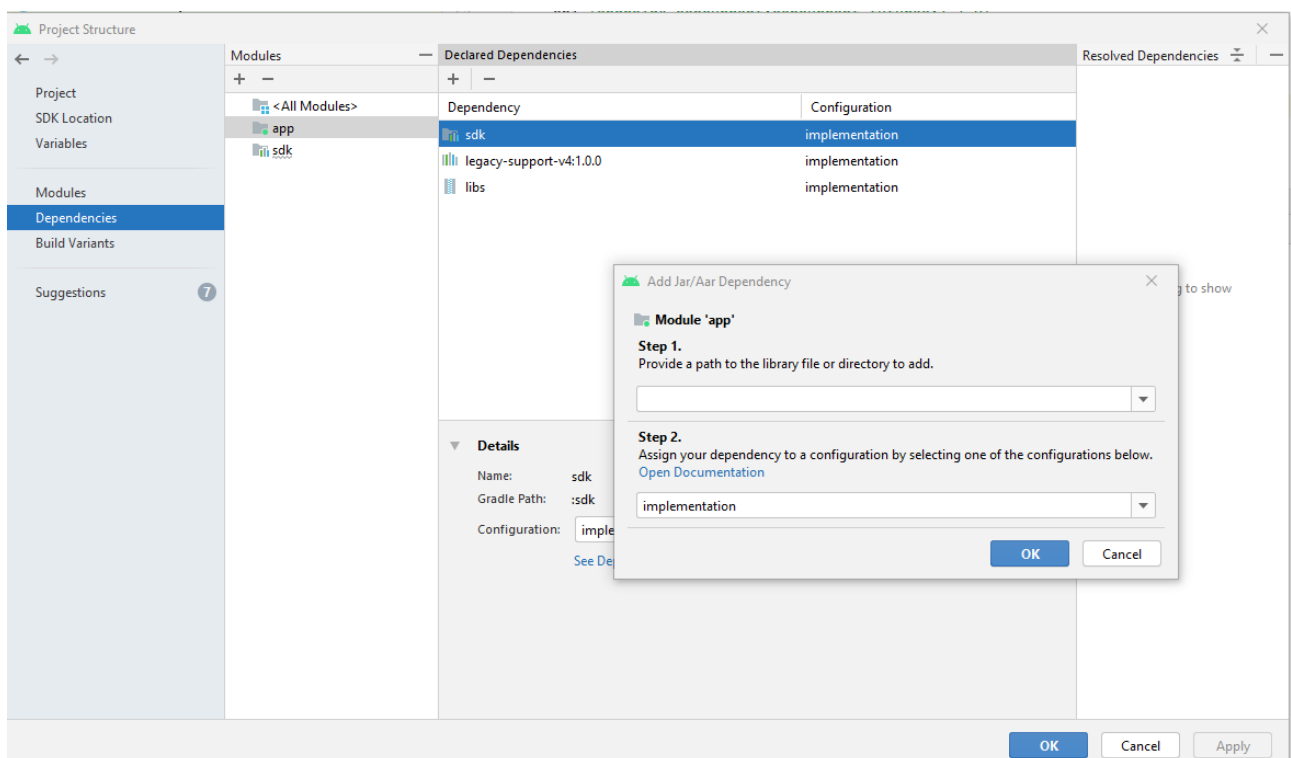 Project Structure
Modules
Declared Dependencies
Resolved Dependencies
Project
SDK Location
Variables
Modules
Dependencies
Build Variants
Suggestions
7
<All Modules>
app
sdk
Dependency
Configuration
sdk
implementation
legacy-support-v4:1.0.0
implementation
libs
implementation
to show
Details
Name:
sdk
Gradle Path:
:sdk
Configuration:
imple
See De
Add Jar/Aar Dependency
Module 'app'
Step 1.
Provide a path to the library file or directory to add.
Step 2.
Assign your dependency to a configuration by selecting one of the configurations below.
Open Documentation
implementation
OK
Cancel
OK
Cancel
Apply